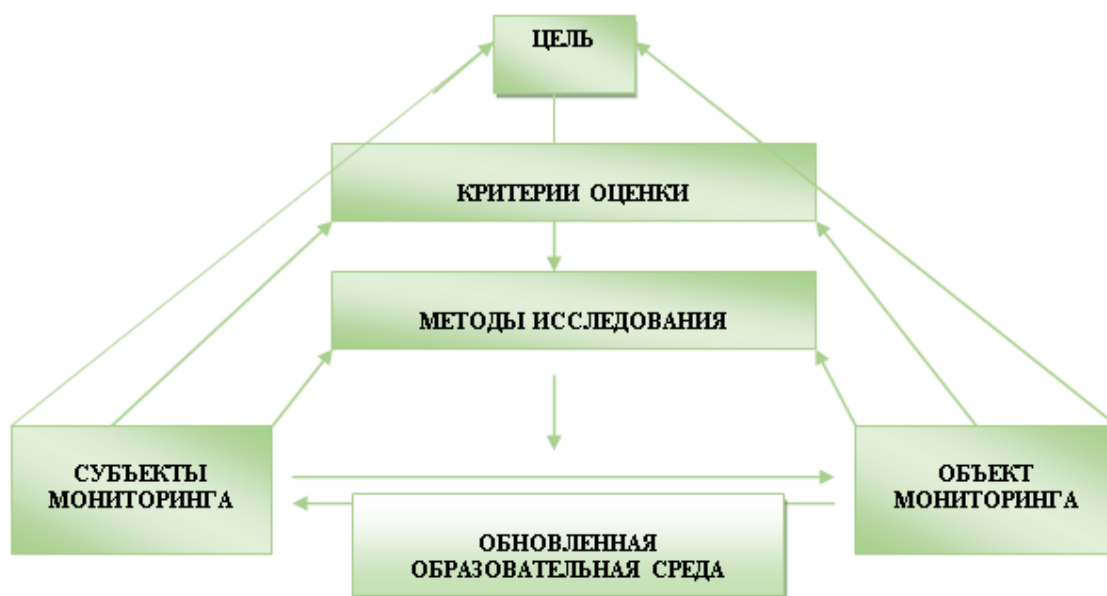 ЦЕЛЬ
КРИТЕРИИ ОЦЕНКИ
МЕТОДЫ ИССЛЕДОВАНИЯ
СУБЪЕКТЫ
МОНИТОРИНГА
ОБЪЕКТ
МОНИТОРИНГА
ОБНОВЛЕННАЯ
ОБРАЗОВАТЕЛЬНАЯ СРЕДА